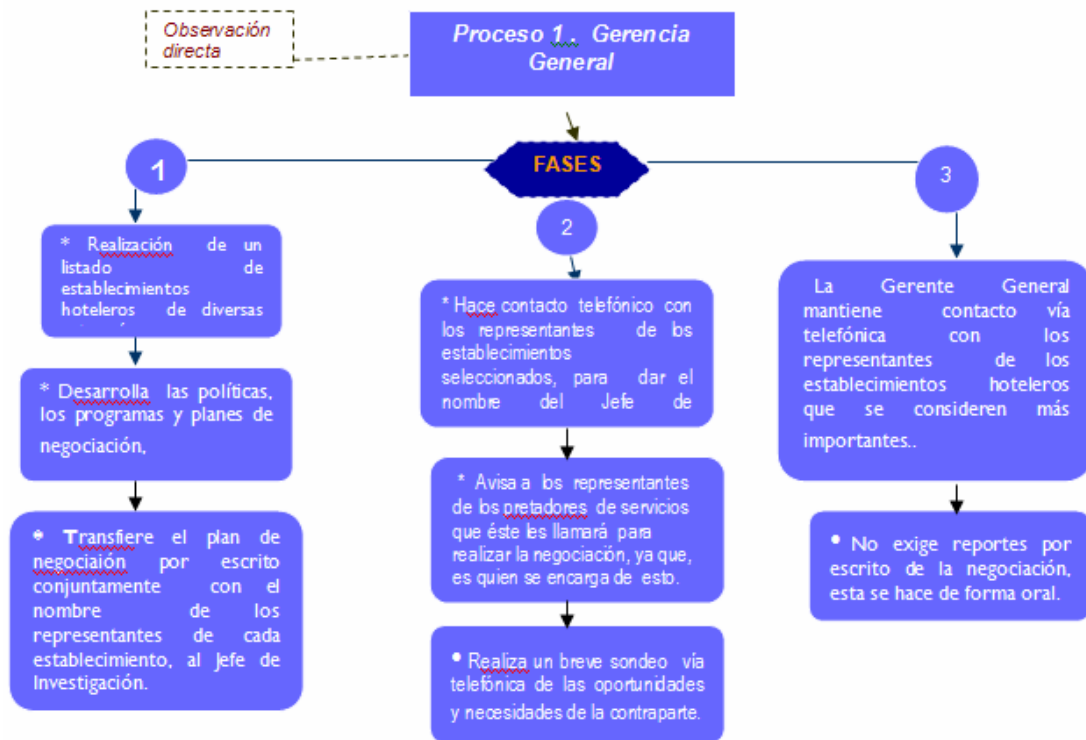 Observación
directa
Proceso 1 . Gerencia
General
FASES
1
* Realización de un
listado de
establecimientos
hoteleros de diversas
* Desarrolla las políticas,
los programas y planes de
negociación,
• Transfiere el plan de
negociaión por escrito
conjuntamente con el
nombre de los
representantes de cada
establecimiento, al Jefe de
Investigación.
2
* Hace contacto telefónico con
los representantes de los
establecimientos
seleccionados, para dar el
nombre del Jefe de
* Avisa a los representantes
de los pretadores de servicios
que éste les llamará para
realizar la negociación, ya que,
es quien se encarga de esto.
• Realiza un breve sondeo vía
telefónica de las oportunidades
y necesidades de la contraparte.
3
La Gerente General
mantiene contacto vía
telefónica con los
representantes de los
establecimientos hoteleros
que se consideren más
importantes..
• No exige reportes por
escrito de la negociación,
esta se hace de forma oral.